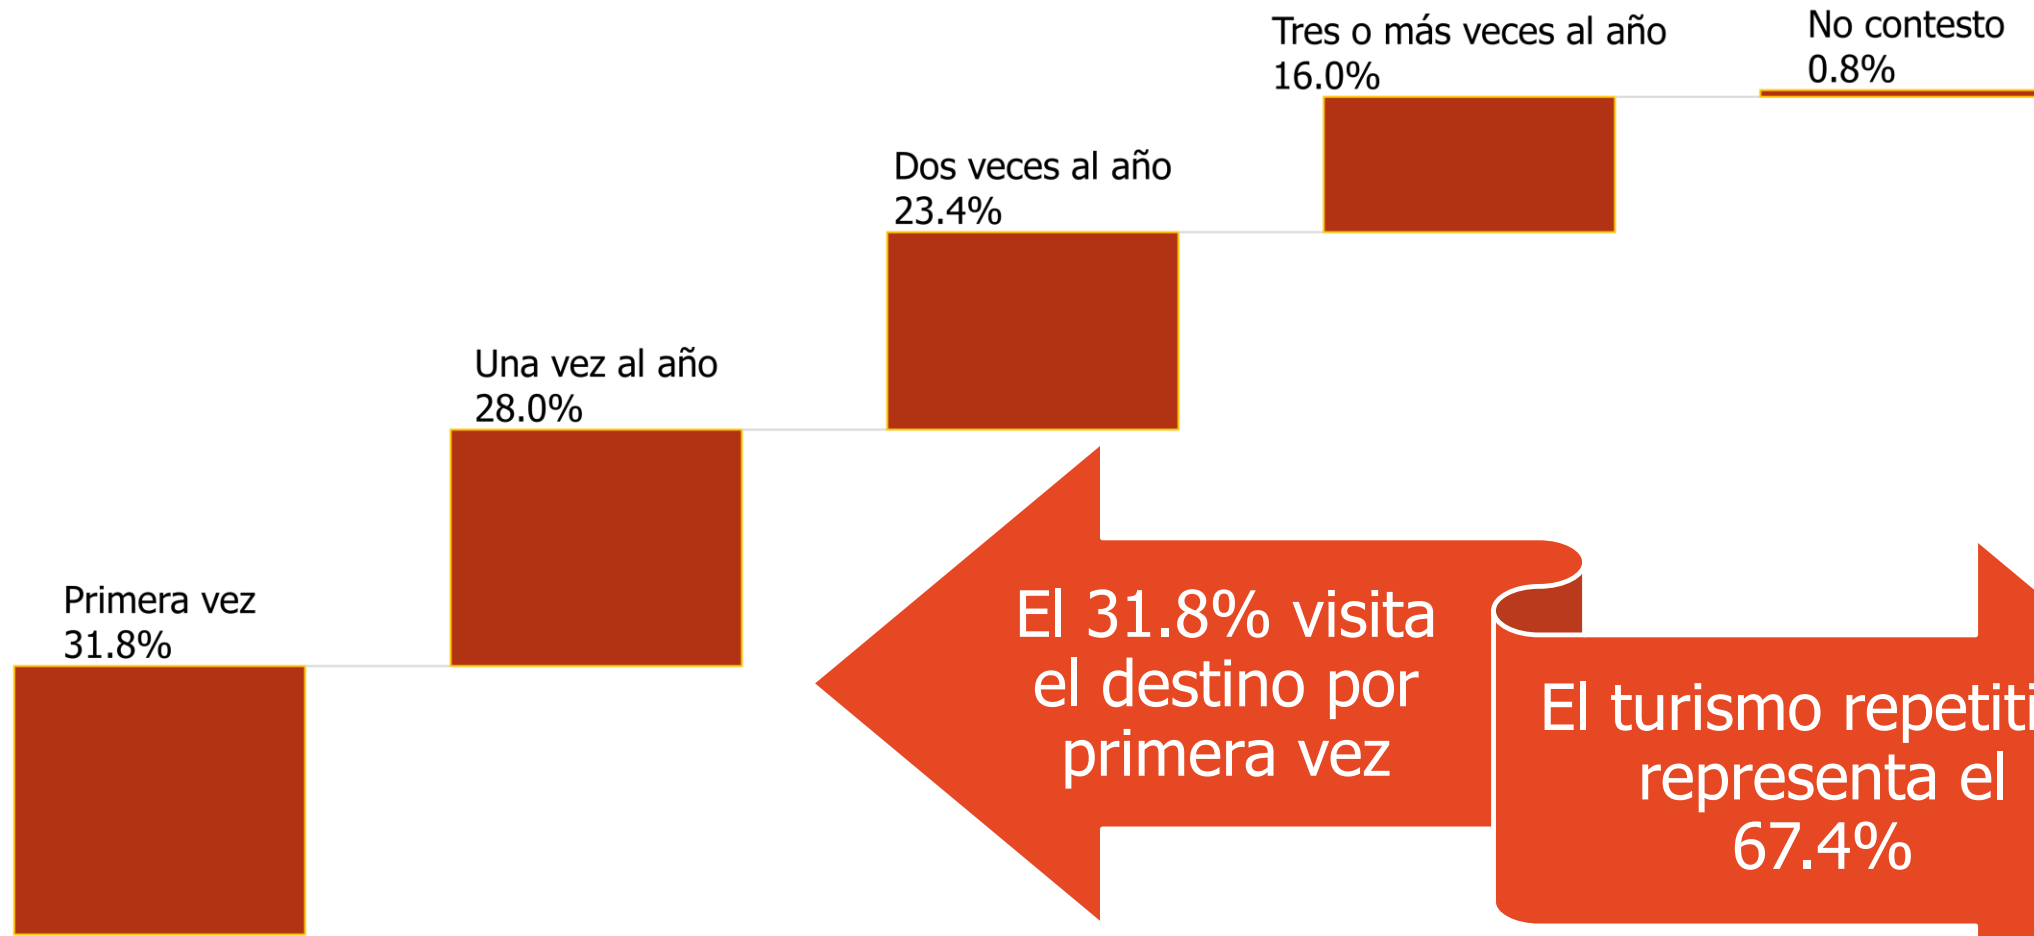 Tres o más veces al año
16.0%
No contesto
0.8%
Dos veces al año
23.4%
Una vez al año
28.0%
Primera vez
31.8%
El 31.8% visita
el destino por
primera vez
El turismo
representa el
67.4%